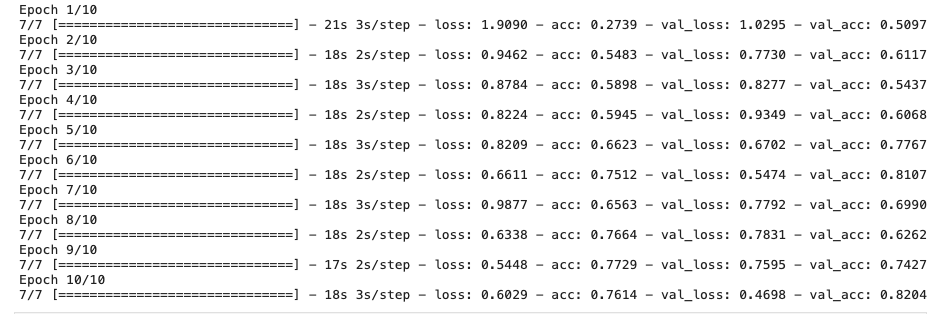 Epoch 1/10
7/7 [==============================] - 21s 3s/step - loss: 1.9090 - acc: 0.2739 - val_loss: 1.0295 - val_acc: 0.5097
Epoch 2/10
7/7 [==============================] - 18s 2s/step - loss: 0.9462 - acc: 0.5483 - val_loss: 0.7730 - val_acc: 0.6117
Epoch 3/10
7/7 [==============================] - 18s 3s/step - loss: 0.8784 - acc: 0.5898 - val_loss: 0.8277 - val_acc: 0.5437
Epoch 4/10
7/7 [==============================] - 18s 2s/step - loss: 0.8224 - acc: 0.5945 - val_loss: 0.9349 - val_acc: 0.6068
Epoch 5/10
7/7 [==============================] - 18s 3s/step - loss: 0.8209 - acc: 0.6623 - val_loss: 0.6702 - val_acc: 0.7767
Epoch 6/10
7/7 [==============================] - 18s 2s/step - loss: 0.6611 - acc: 0.7512 - val_loss: 0.5474 - val_acc: 0.8107
Epoch 7/10
7/7 [==============================] - 18s 3s/step - loss: 0.9877 - acc: 0.6563 - val_loss: 0.7792 - val_acc: 0.6990
Epoch 8/10
7/7 [==============================] - 18s 2s/step - loss: 0.6338 - acc: 0.7664 - val_loss: 0.7831 - val_acc: 0.6262
Epoch 9/10
7/7 [==============================] - 17s 2s/step - loss: 0.5448 - acc: 0.7729 - val_loss: 0.7595 - val_acc: 0.7427
Epoch 10/10
7/7 [==============================] - 18s 3s/step - loss: 0.6029 - acc: 0.7614 - val_loss: 0.4698 - val_acc: 0.8204